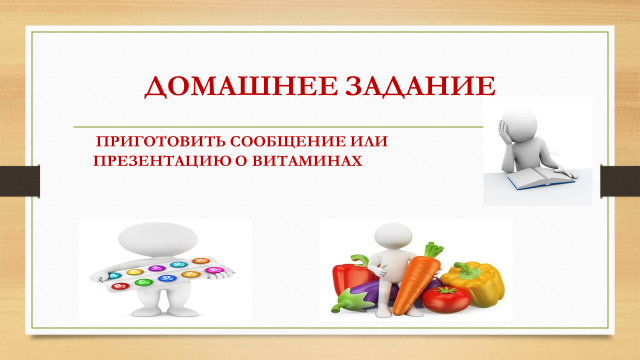 ДОМАШНЕЕ ЗАДАНИЕ
ПРИГОТОВИТЬ СООБЩЕНИЕ ИЛИ
ПРЕЗЕНТАЦИЮ О ВИТАМИНАХ